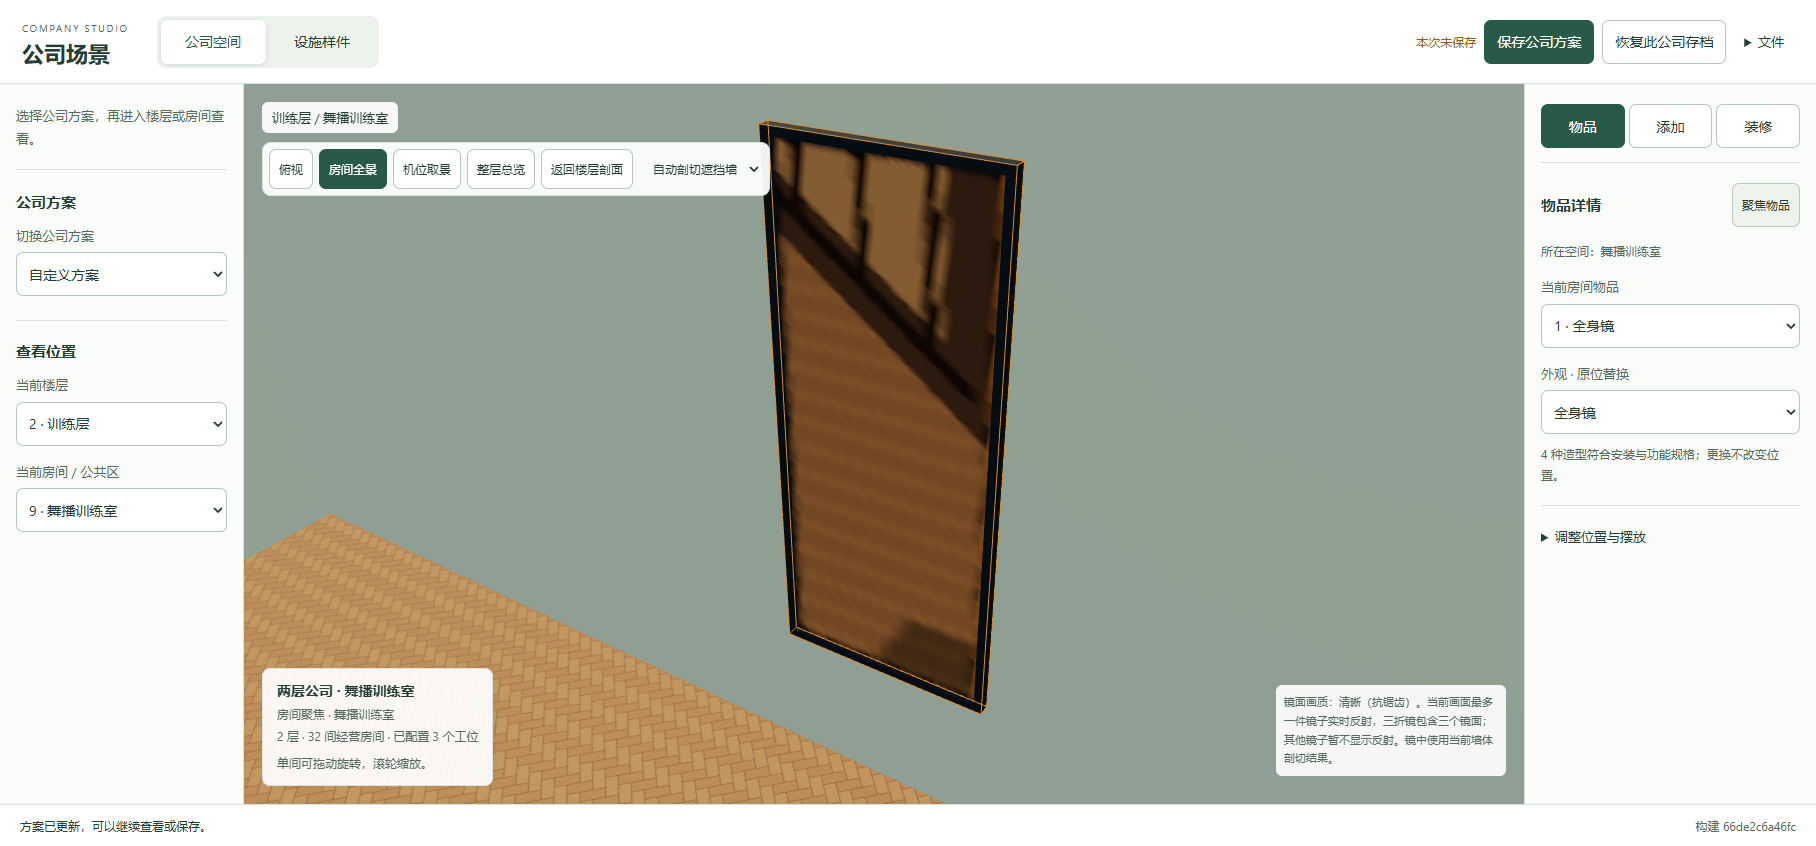 COMPANY STUDIO
公司场景
公司空间
设施样件
本次未保存
保存公司方案
恢复此公司存档
▶ 文件
选择公司方案，再进入楼层或房间查
看。
公司方案
切换公司方案
自定义方案
查看位置
当前楼层
2 · 训练层
当前房间 / 公共区
9 · 舞播训练室
训练层 / 舞播训练室
俯视
房间全景
机位取景
整层总览
返回楼层剖面
自动剖切遮挡墙
两层公司 · 舞播训练室
房间聚焦 · 舞播训练室
2 层 · 32 间经营房间 · 已配置 3 个工位
单间可拖动旋转，滚轮缩放。
镜面画质：清晰（抗锯齿）。当前画面最多
一件镜子实时反射，三折镜包含三个镜面；
其他镜子暂不显示反射。镜中使用当前墙体
剖切结果。
物品
添加
装修
物品详情
聚焦物品
所在空间：舞播训练室
当前房间物品
1 · 全身镜
外观 · 原位替换
全身镜
4 种造型符合安装与功能规格；更换不改变位
置。
▶ 调整位置与摆放
方案已更新，可以继续查看或保存。
构建 66de2c6a46fc